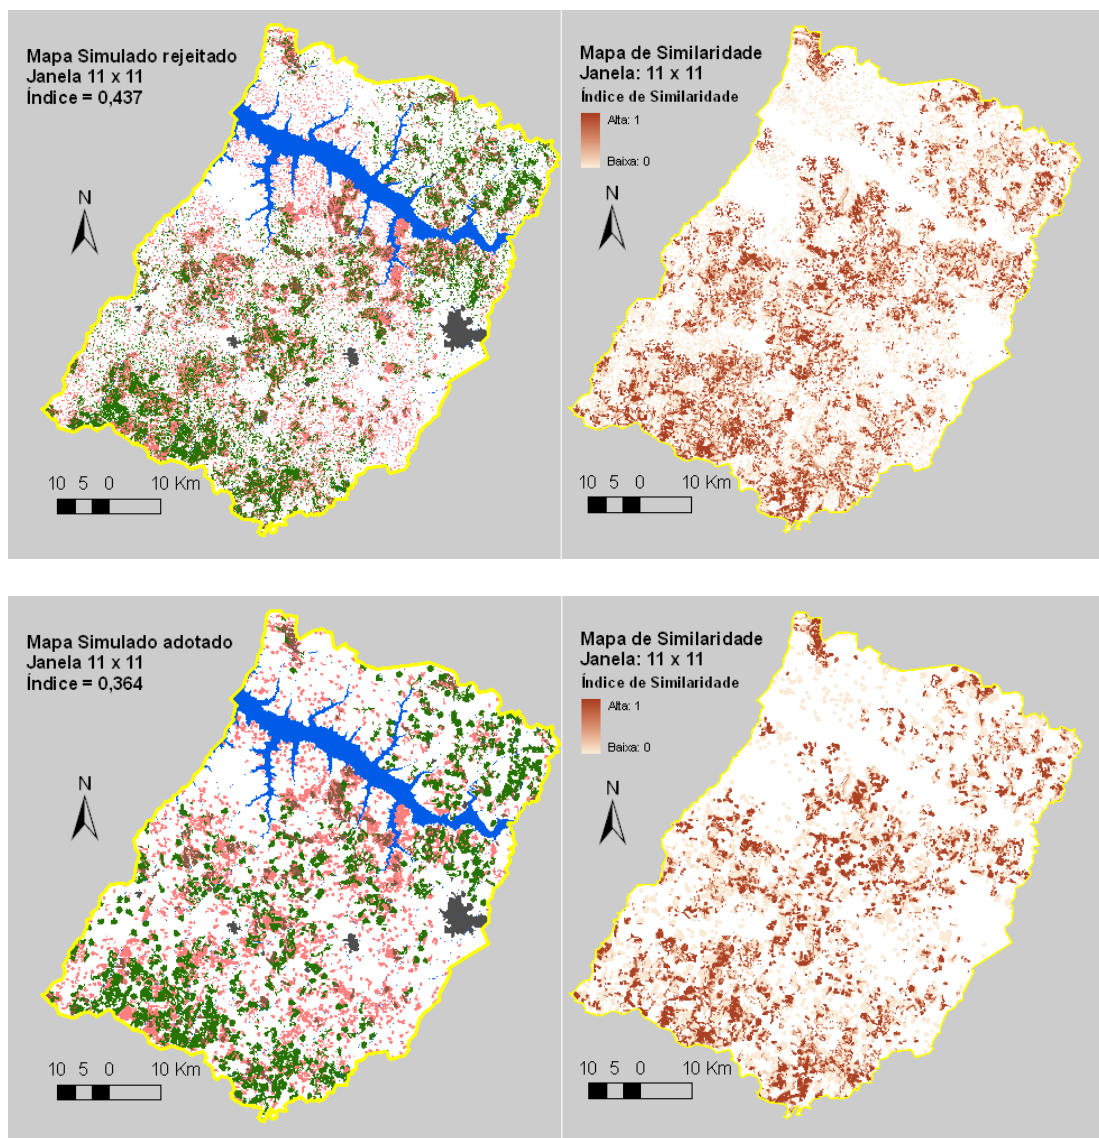 Mapa Simulado rejeitado
Janela 11 x 11
Índice = 0,437
N
10 5 0 10 Km
Mapa de Similaridade
Janela: 11 x 11
Índice de Similaridade
Alta: 1
Baixa: 0
N
10 5 0 10 Km
Mapa Simulado adotado
Janela 11 x 11
Índice = 0,364
N
10 5 0 10 Km
Mapa de Similaridade
Janela: 11 x 11
Índice de Similaridade
Alta: 1
Baixa: 0
N
10 5 0 10 Km